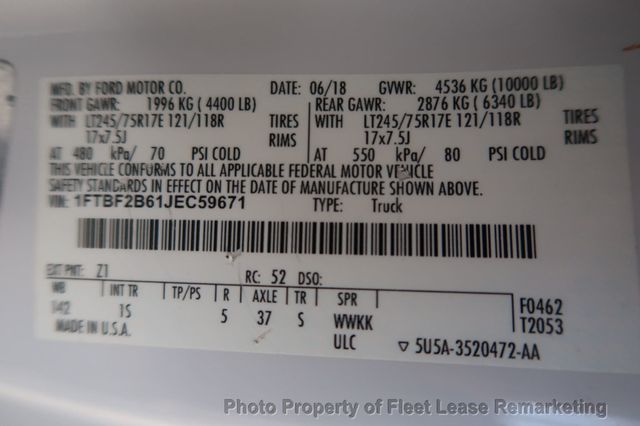 MFD. BY FORD MOTOR CO. DATE: 06/18 GVWR: 4536 KG (10000 LB)
FRONT GAWR: 1996 KG (4400 LB) REAR GAWR: 2876 KG (6340 LB)
WITH LT245/75R17E 121/118R TIRES WITH LT245/75R17E 121/118R TIRES
17x7.5J RIMS 17x7.5J RIMS
AT 480 kPa/ 70 PSI COLD AT 550 kPa/ 80 PSI COLD
THIS VEHICLE CONFORMS TO ALL APPLICABLE FEDERAL MOTOR VEHICLE
SAFETY STANDARDS IN EFFECT ON THE DATE OF MANUFACTURE SHOWN ABOVE.
VIN: 1FTBF2B61JEC59671 TYPE: Truck
EXT PNT: Z1 RC: 52 DSO:
WB INT TR TP/PS R AXLE TR SPR F0462
142 1S 5 37 S WWKK T2053
MADE IN U.S.A. ULC ▽ 5U5A-3520472-AA
Photo Property of Fleet Lease Remarketing